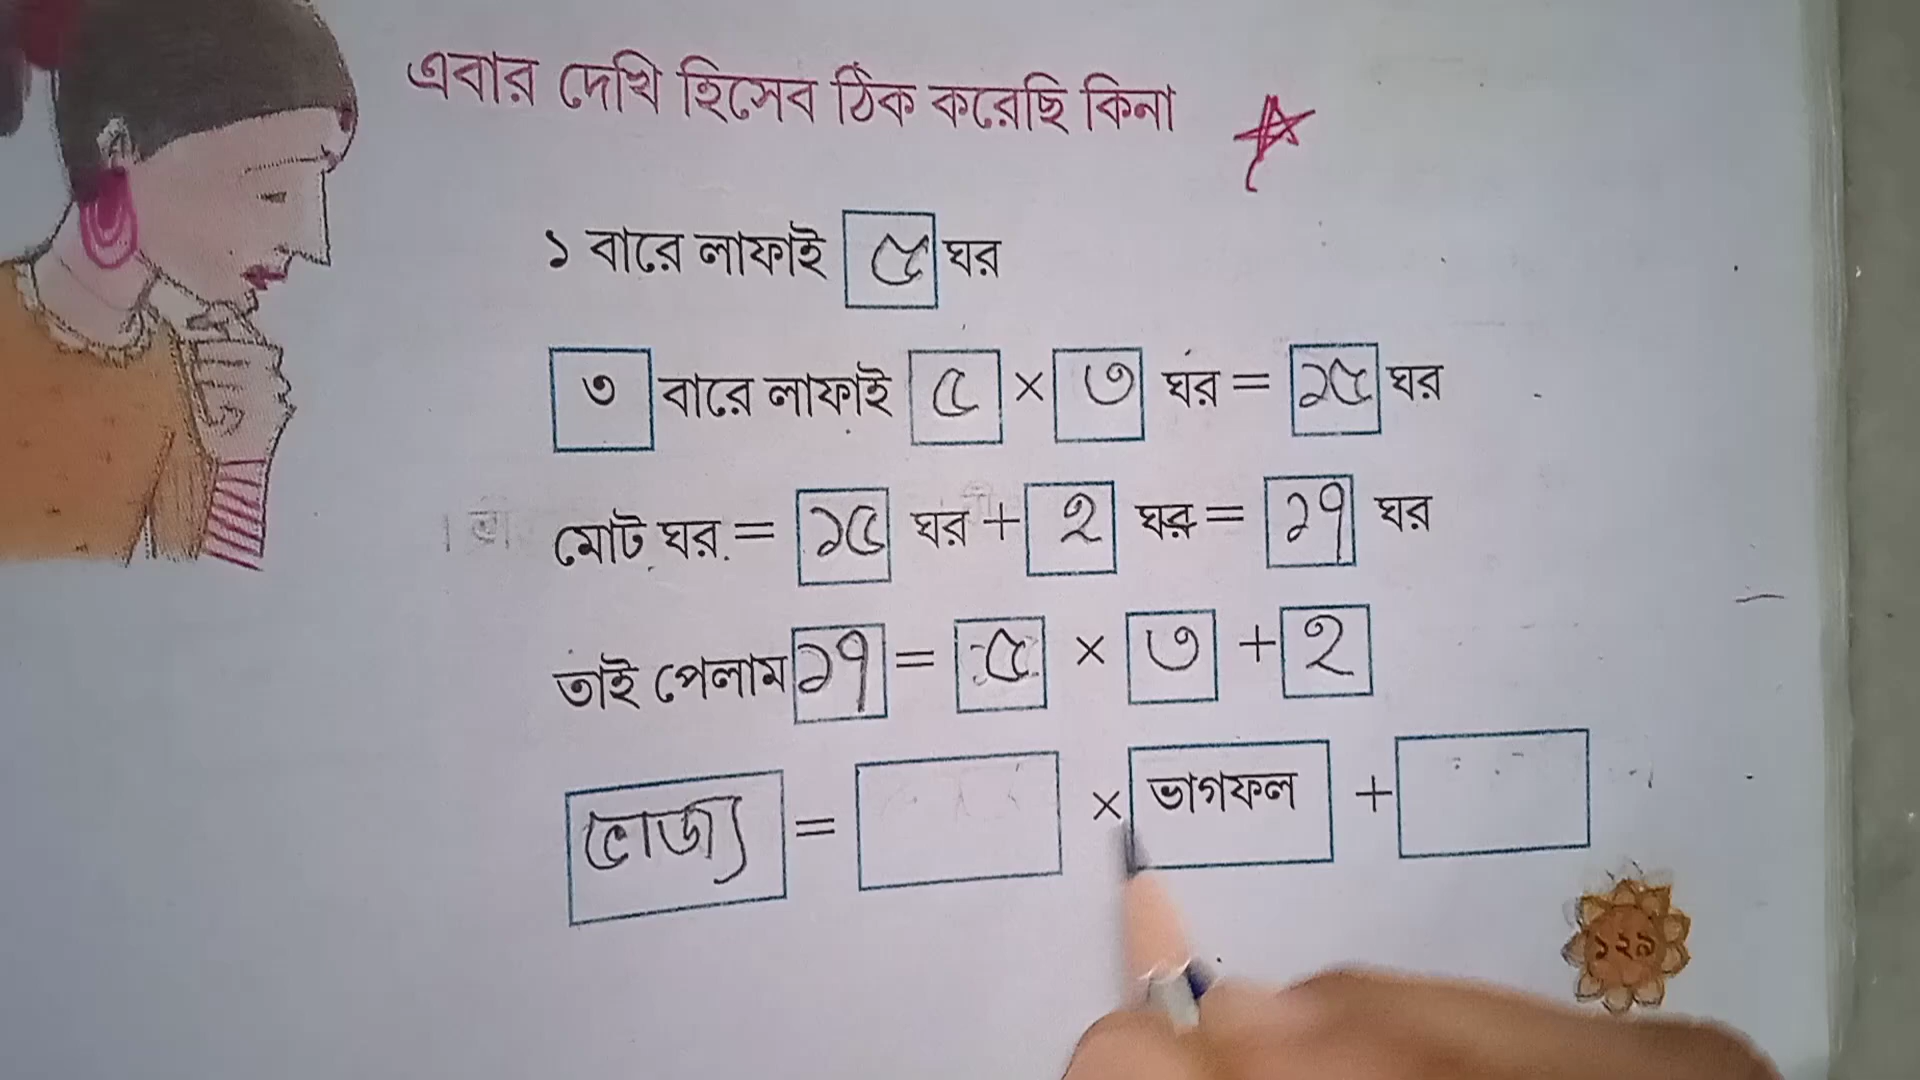 এবার দেখি হিসেব ঠিক করেছি কিনা
১ বারে লাফাই ৫ ঘর
৩ বারে লাফাই ৫ × ৩ ঘর = ১৫ ঘর
মোট ঘর = ১৫ ঘর + ২ ঘর = ১৭ ঘর
তাই পেলাম ১৭ = ৫ × ৩ + ২
ভাজ্য = × ভাগফল +
১২৯